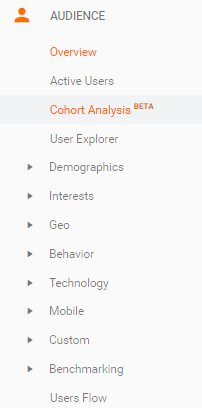 AUDIENCE
Overview
Active Users
Cohort Analysis BETA
User Explorer
Demographics
Interests
Geo
Behavior
Technology
Mobile
Custom
Benchmarking
Users Flow